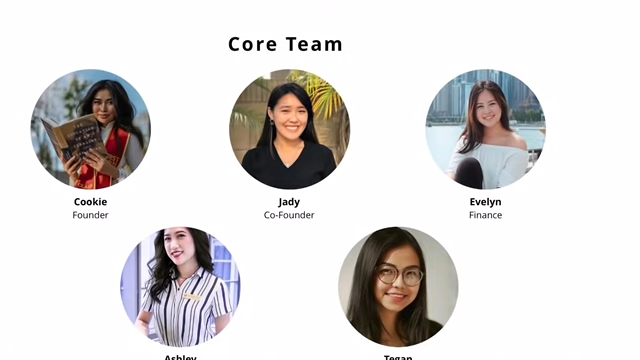 Core Team
Cookie
Founder
Jady
Co-Founder
Evelyn
Finance
Ashley
Tegan